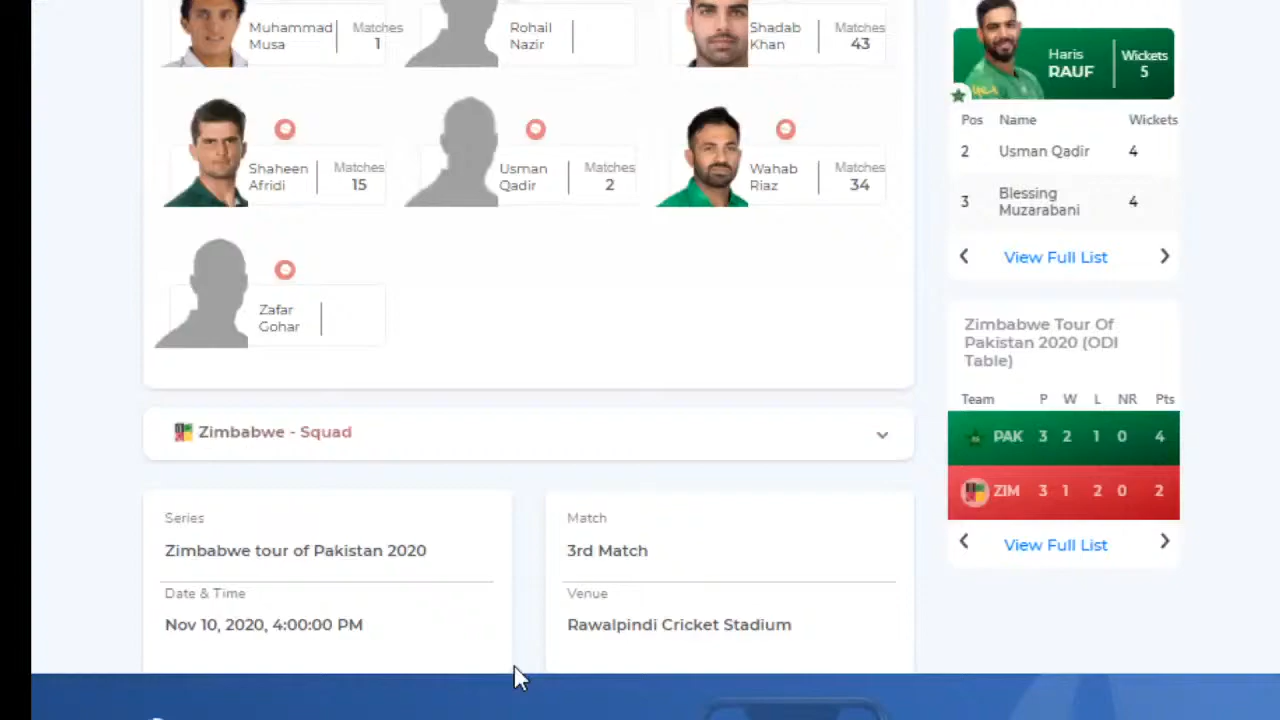 Muhammad Musa
Matches
1
Rohail Nazir
Shadab Khan
Matches
43
Shaheen Afridi
Matches
15
Usman Qadir
Matches
2
Wahab Riaz
Matches
34
Zafar Gohar
Zimbabwe - Squad
Series
Zimbabwe tour of Pakistan 2020
Date & Time
Nov 10, 2020, 4:00:00 PM
Match
3rd Match
Venue
Rawalpindi Cricket Stadium
Haris
RAUF
Wickets
5
Pos Name Wickets
2 Usman Qadir 4
3 Blessing Muzarabani 4
View Full List
Zimbabwe Tour Of
Pakistan 2020 (ODI
Table)
Team P W L NR Pts
PAK 3 2 1 0 4
ZIM 3 1 2 0 2
View Full List